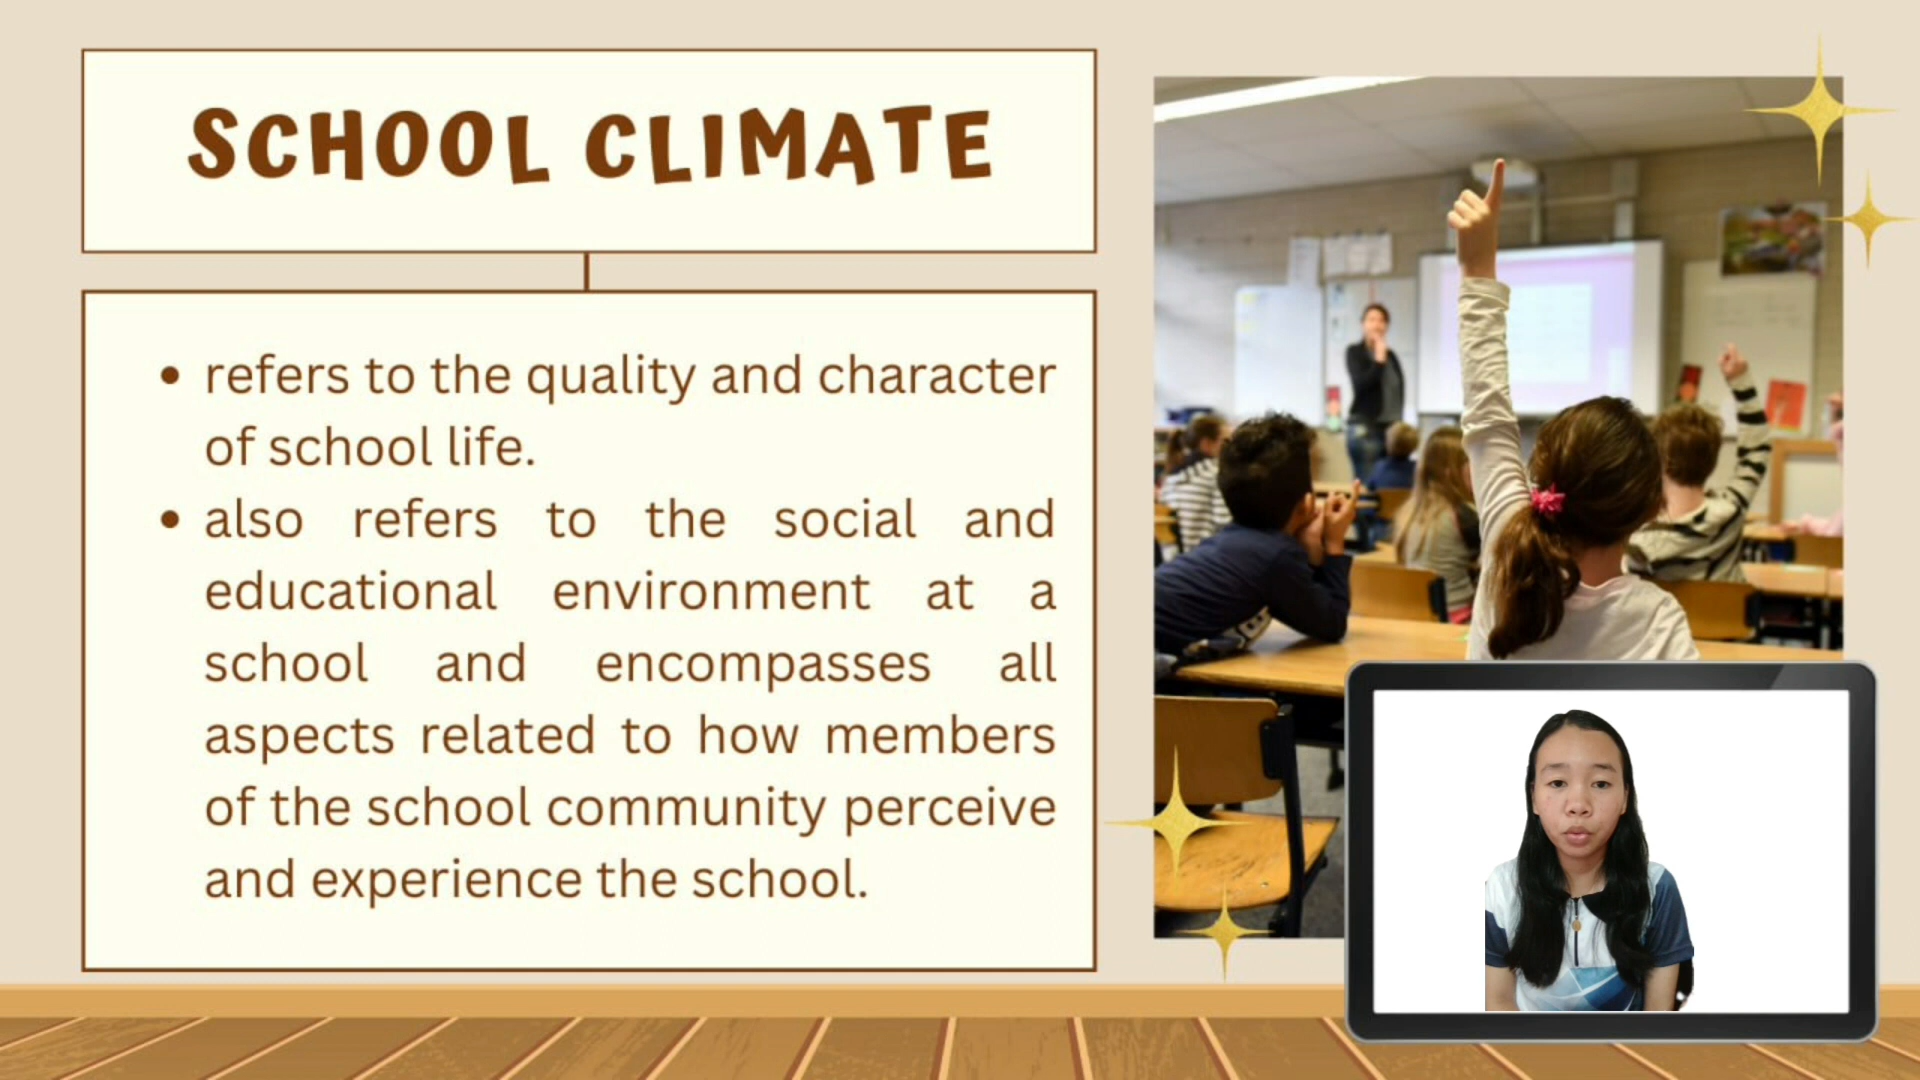 SCHOOL CLIMATE
refers to the quality and character
of school life.
also refers to the social and
educational environment at a
school and encompasses all
aspects related to how members
of the school community perceive
and experience the school.